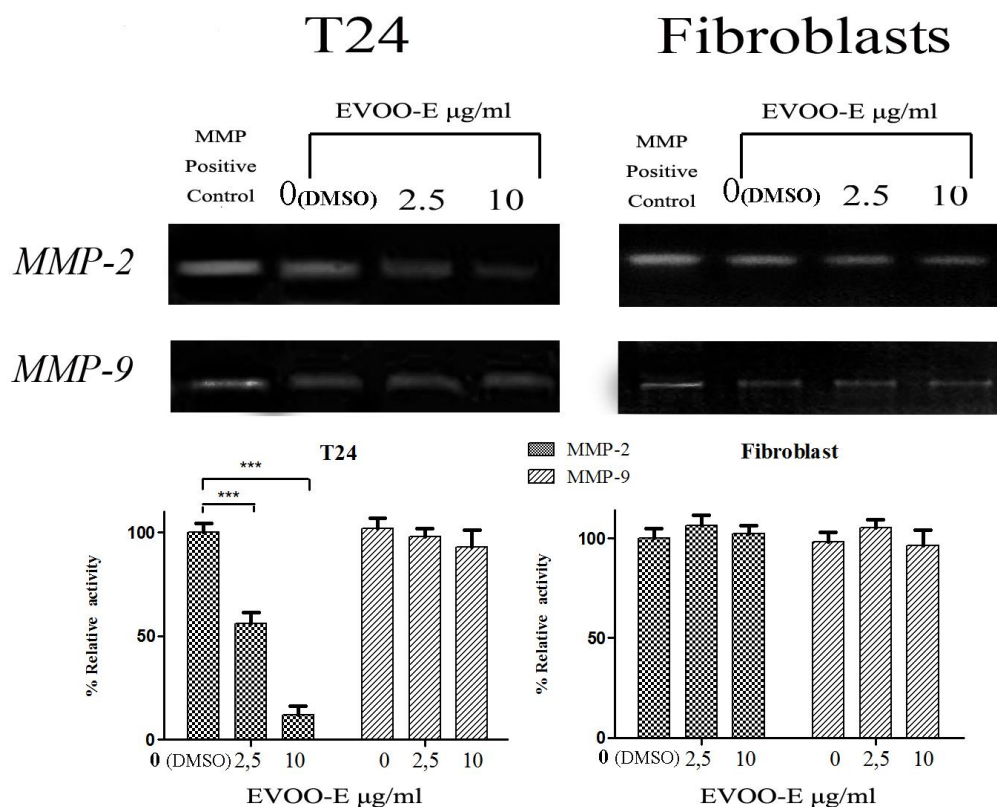 T24 Fibroblasts
EVOO-E μg/ml EVOO-E μg/ml
MMP
Positive
Control
0(DMSO) 2.5 10
MMP
Positive
Control
0(DMSO) 2.5 10
MMP-2
MMP-9
T24
MMP-2
MMP-9
Fibroblast
***
***
% Relative activity
100
50
0
0 (DMSO) 2,5 10 0 2,5 10
EVOO-E μg/ml
% Relative activity
100
50
0
0 (DMSO) 2,5 10 0 2,5 10
EVOO-E μg/ml